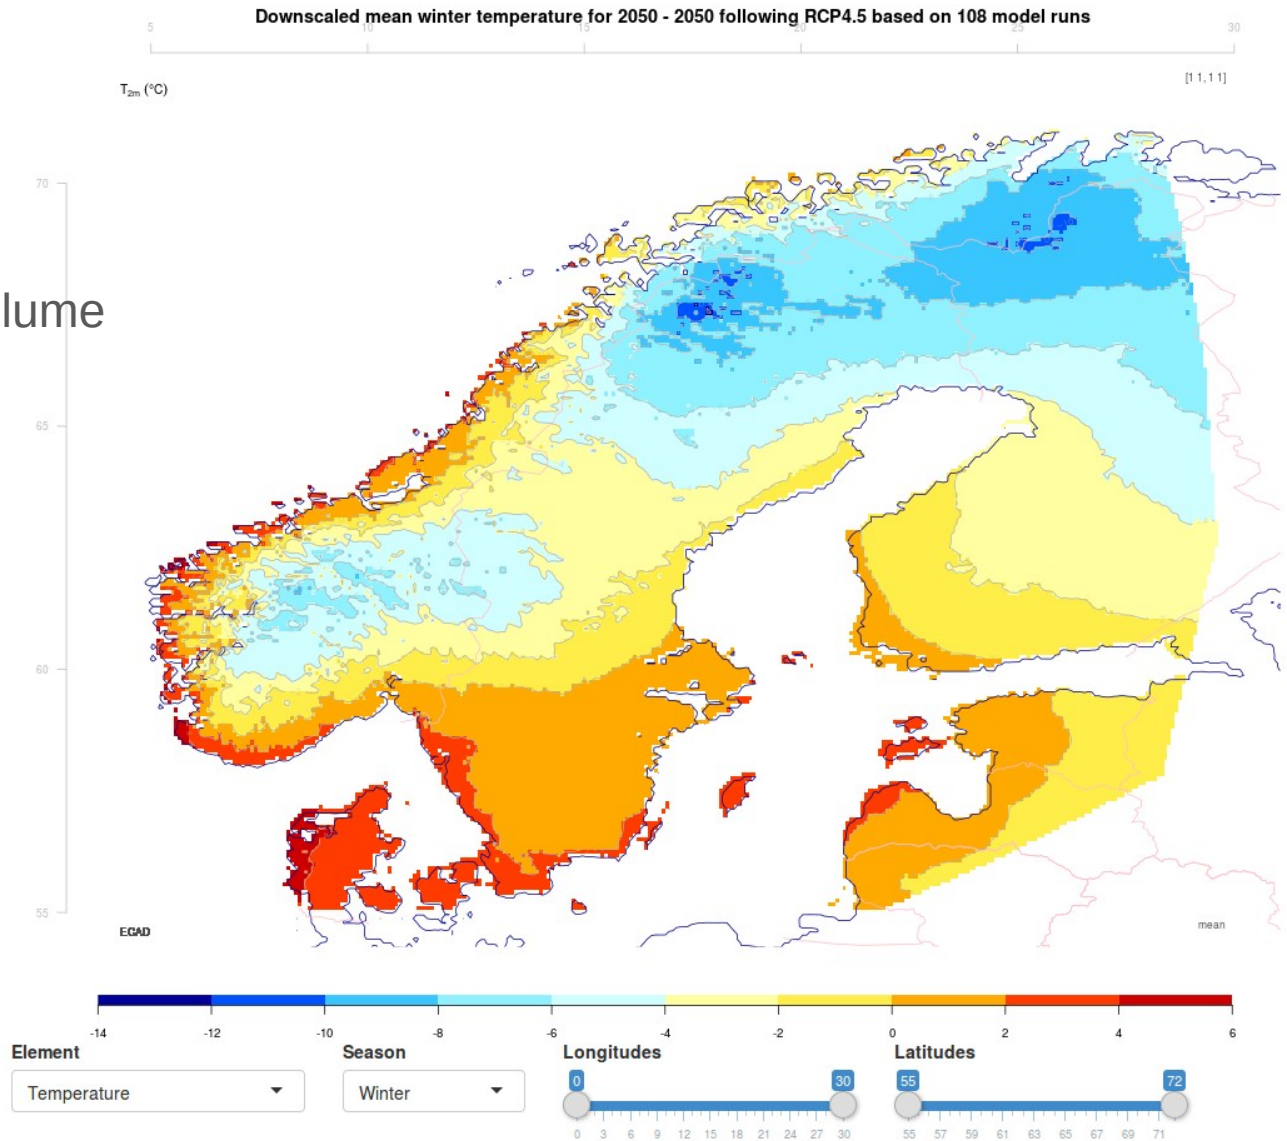 Downscaled mean winter temperature for 2050 - 2050 following RCP4.5 based on 108 model runs
5 10 15 20 25 30
T2m (°C)
[1 1, 1 1]
70
lume
65
60
55
ECAD
mean
-14 -12 -10 -8 -6 -4 -2 0 2 4 6
Element Season Longitudes Latitudes
0 30 55 72
Temperature Winter
0 3 6 9 12 15 18 21 24 27 30 55 57 59 61 63 65 67 69 71